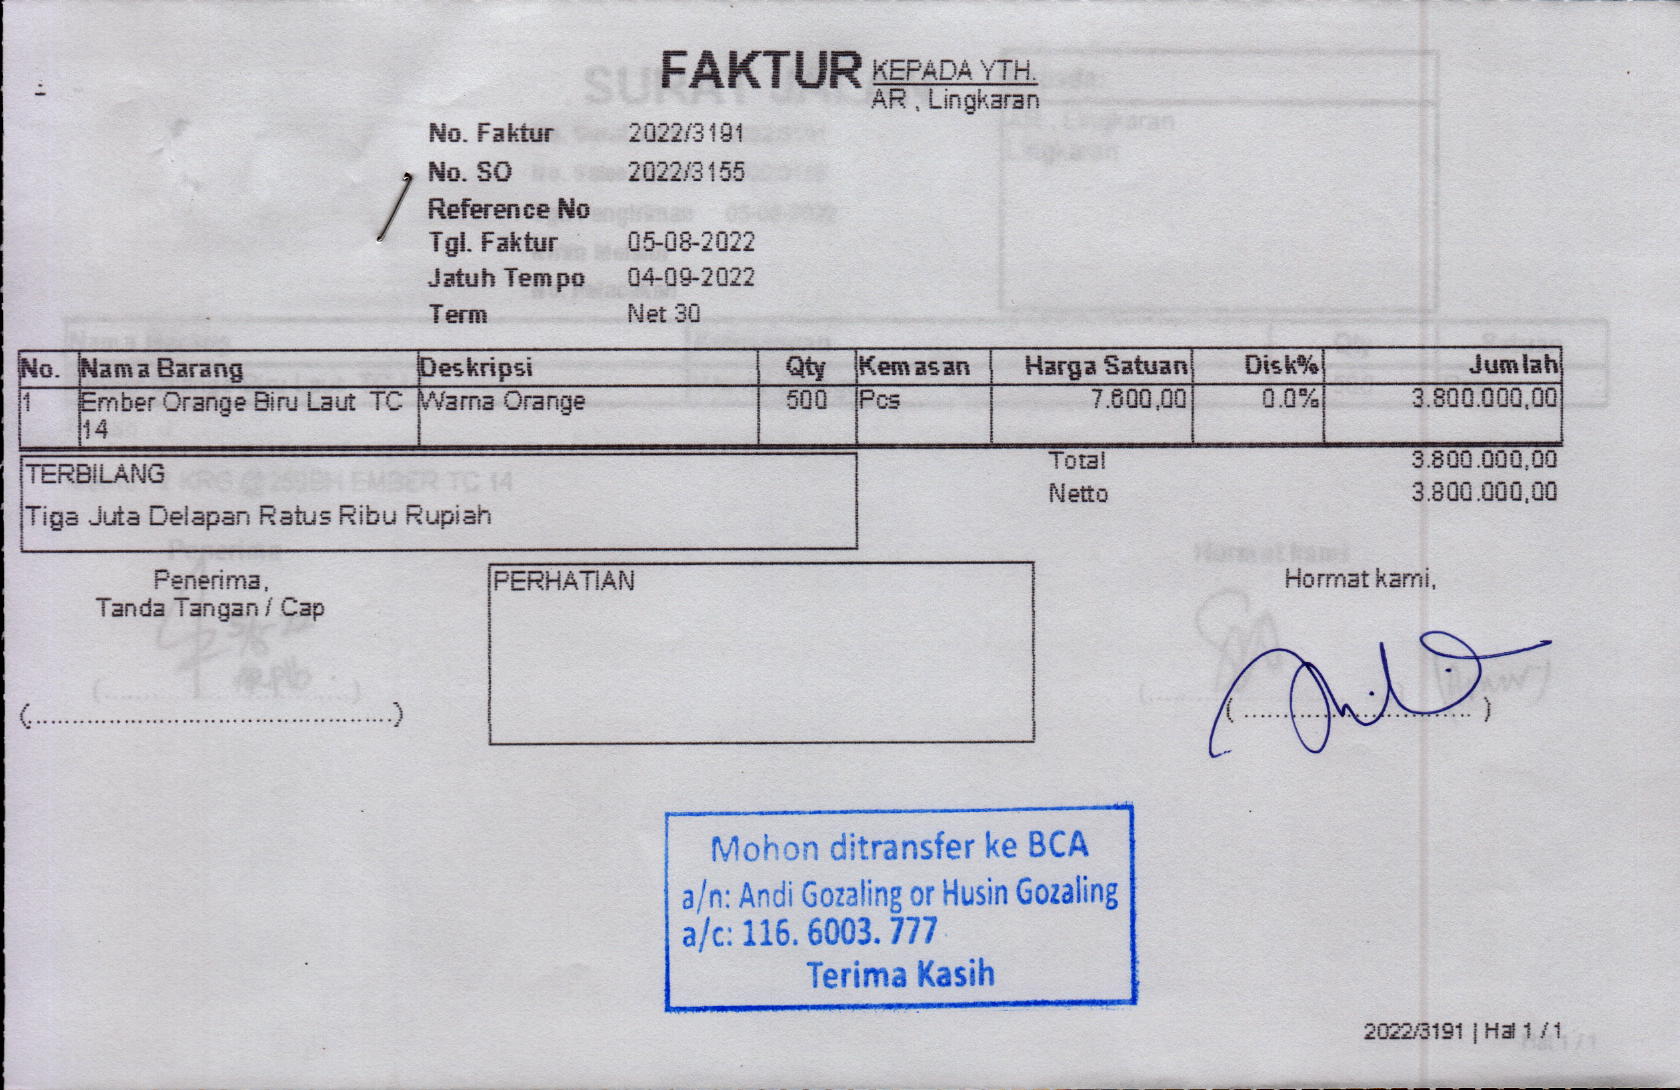 FAKTUR KEPADA YTH.
AR , Lingkaran
No. Faktur 2022/3191
No. SO 2022/3155
Reference No
Tgl. Faktur 05-08-2022
Jatuh Tempo 04-09-2022
Term Net 30
No. Nama Barang Deskripsi Qty Kemasan Harga Satuan Disk% Jumlah
1 Ember Orange Biru Laut TC 14 Warna Orange 500 Pcs 7.600,00 0.0% 3.800.000,00
TERBILANG
Tiga Juta Delapan Ratus Ribu Rupiah
Total 3.800.000,00
Netto 3.800.000,00
Penerima,
Tanda Tangan / Cap
(..........................................................)
PERHATIAN
Hormat kami,
( .................................... )
Mohon ditransfer ke BCA
a/n: Andi Gozaling or Husin Gozaling
a/c: 116. 6003. 777
Terima Kasih
2022/3191 | Hal 1 / 1